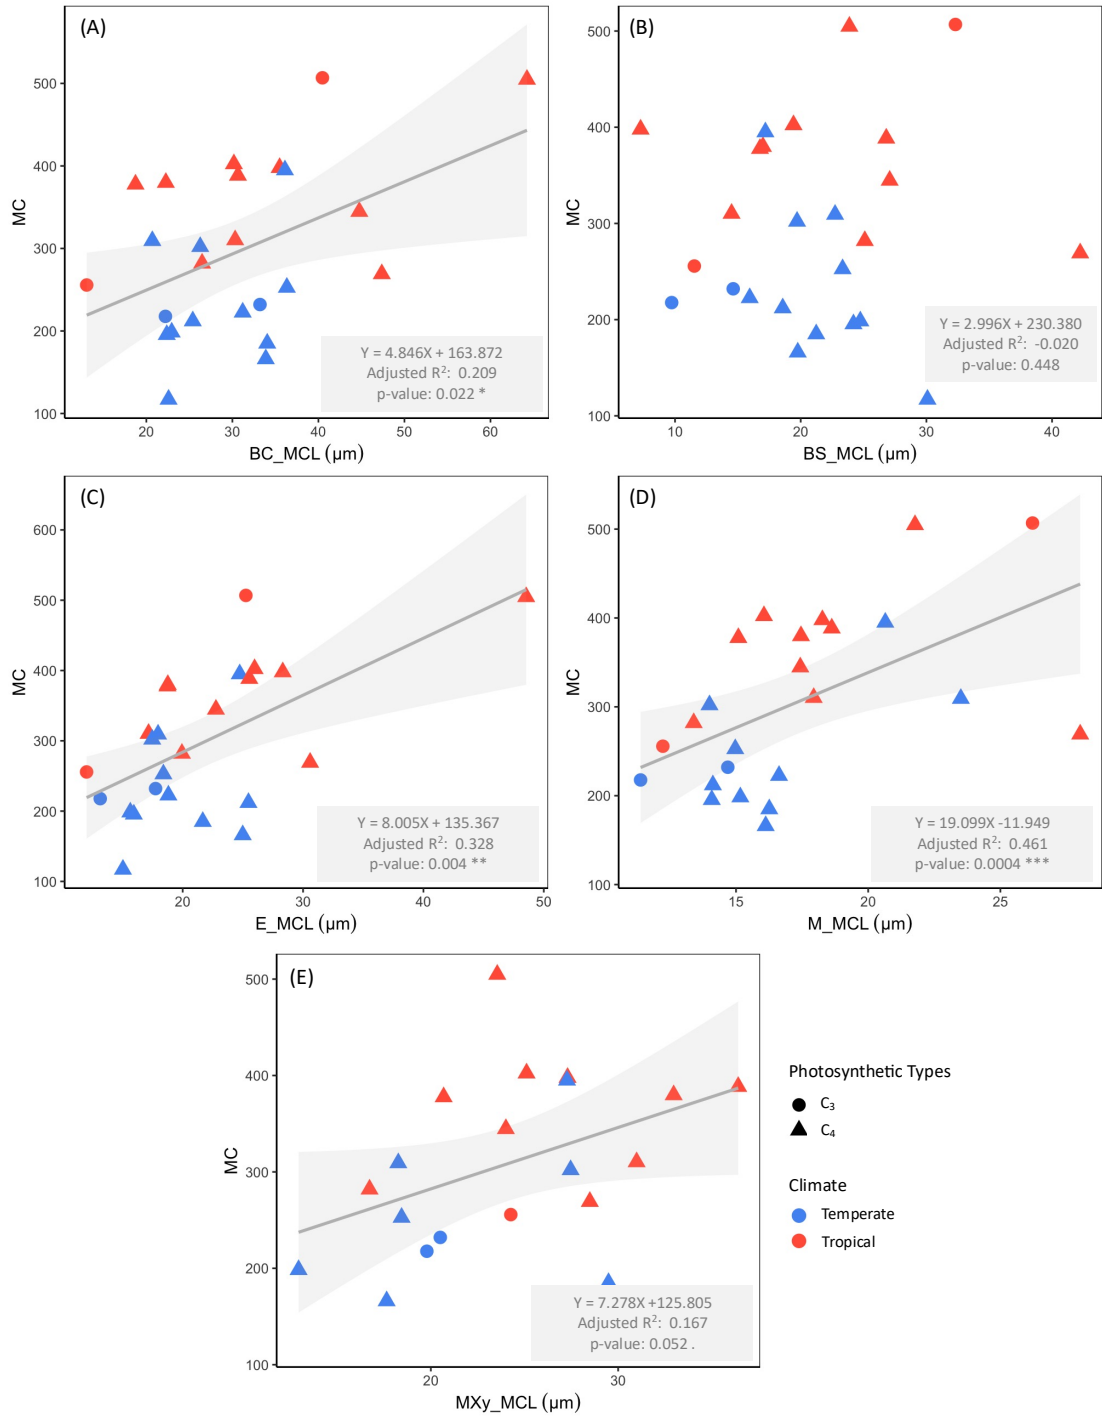 (A)
MC
500
400
300
200
100
Y = 4.846X + 163.872
Adjusted R²: 0.209
p-value: 0.022 *
20 30 40 50 60
BC_MCL (μm)
(B)
MC
500
400
300
200
100
Y = 2.996X + 230.380
Adjusted R²: -0.020
p-value: 0.448
10 20 30 40
BS_MCL (μm)
(C)
MC
600
500
400
300
200
100
Y = 8.005X + 135.367
Adjusted R²: 0.328
p-value: 0.004 **
20 30 40 50
E_MCL (μm)
(D)
MC
500
400
300
200
100
Y = 19.099X -11.949
Adjusted R²: 0.461
p-value: 0.0004 ***
15 20 25
M_MCL (μm)
(E)
MC
500
400
300
200
100
Y = 7.278X +125.805
Adjusted R²: 0.167
p-value: 0.052 .
20 30
MXy_MCL (μm)
Photosynthetic Types
C₃
C₄
Climate
Temperate
Tropical